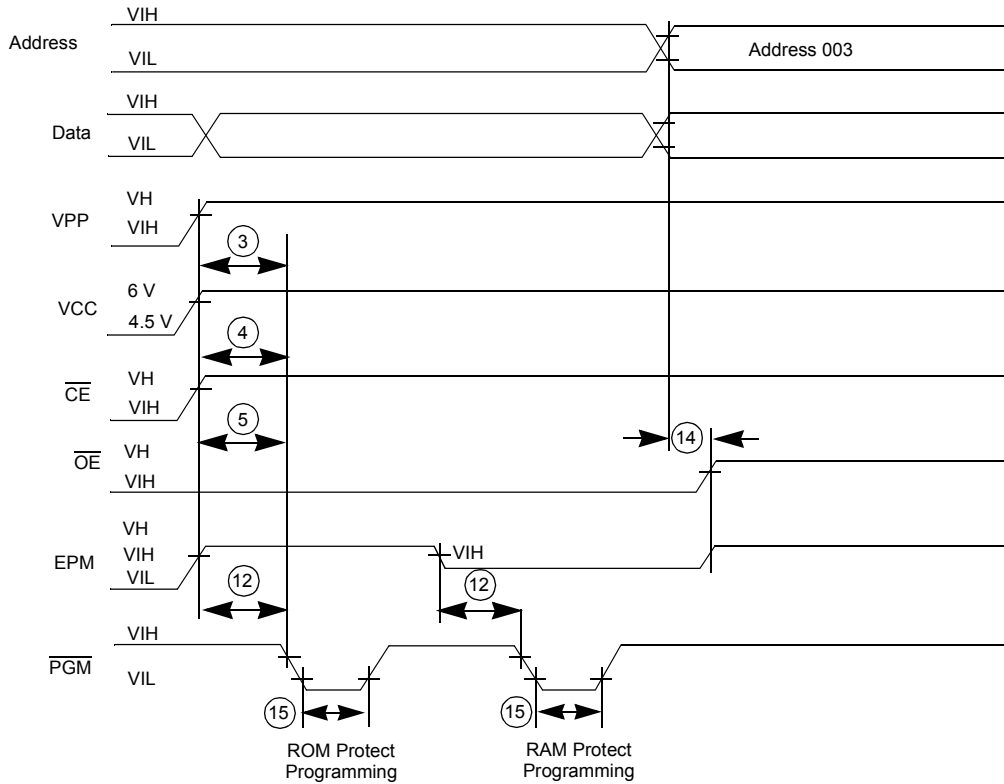 VIH
Address
VIL
Address 003
VIH
Data
VIL
VH
VPP
VIH
3
6 V
VCC
4.5 V
4
VH
CE
VIH
5
14
VH
OE
VIH
VH
VIH
EPM
VIL
VIH
12
12
VIH
PGM
VIL
15
15
ROM Protect
Programming
RAM Protect
Programming